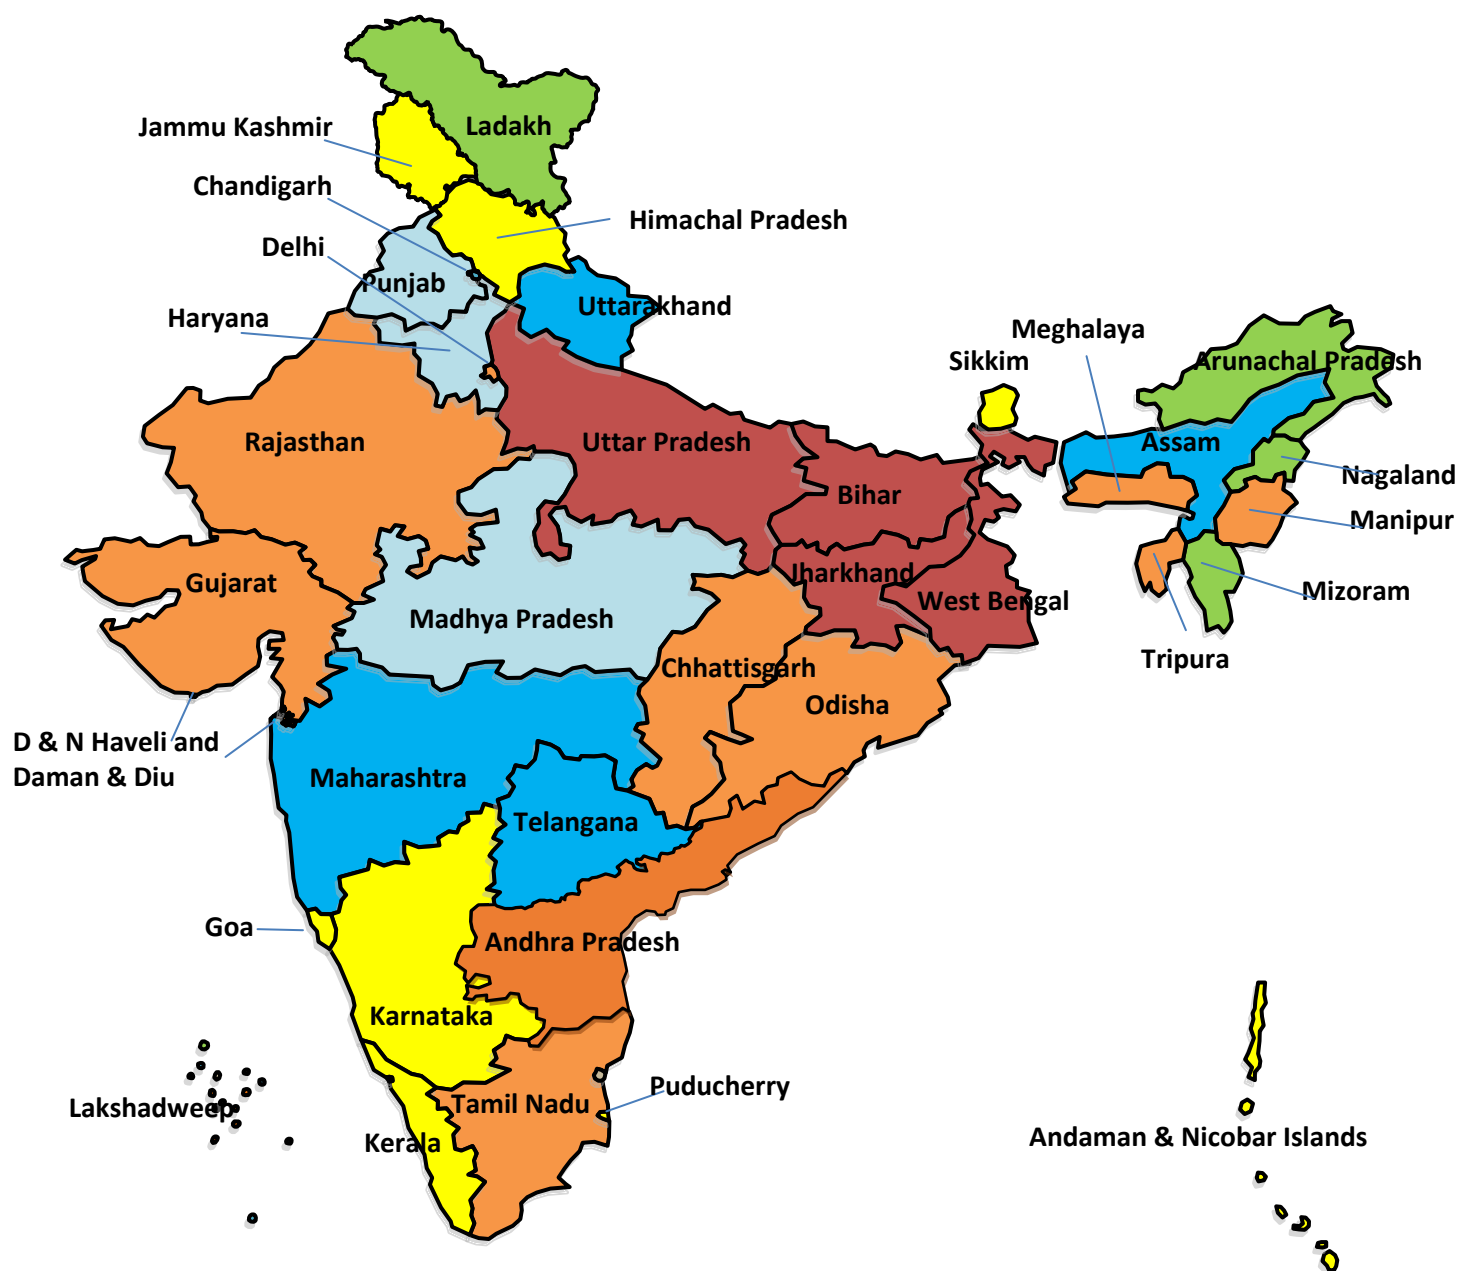 Ladakh
Jammu Kashmir
Chandigarh
Himachal Pradesh
Delhi
Punjab
Uttarakhand
Haryana
Meghalaya
Sikkim
Arunachal Pradesh
Rajasthan
Uttar Pradesh
Assam
Nagaland
Bihar
Manipur
Gujarat
Jharkhand
Mizoram
West Bengal
Madhya Pradesh
Tripura
Chhattisgarh
Odisha
D & N Haveli and
Daman & Diu
Maharashtra
Telangana
Goa
Andhra Pradesh
Karnataka
Puducherry
Lakshadweep
Tamil Nadu
Kerala
Andaman & Nicobar Islands